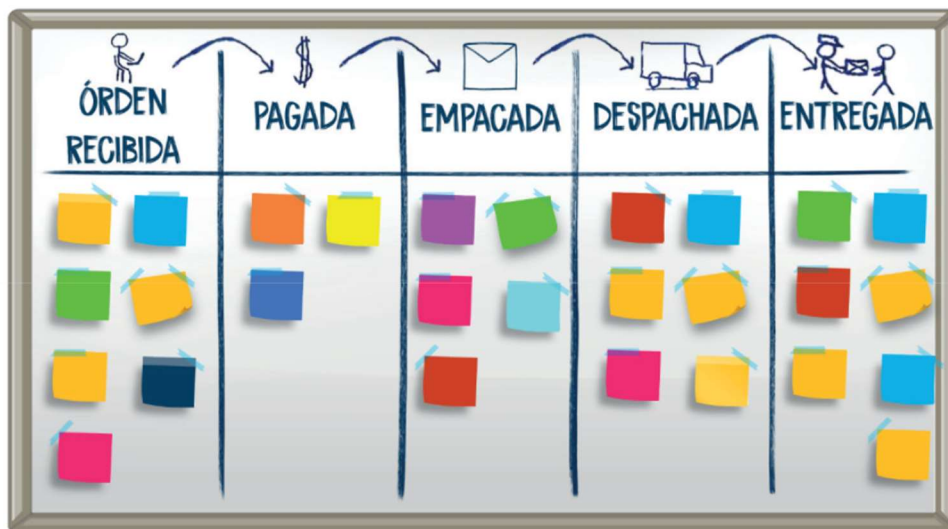 ÓRDEN
RECIBIDA
PAGADA
EMPACADA
DESPACHADA
ENTREGADA